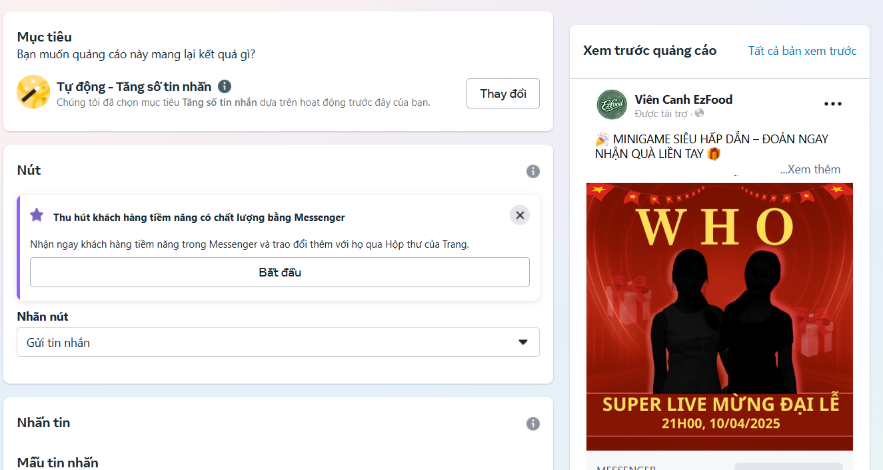 Mục tiêu
Bạn muốn quảng cáo này mang lại kết quả gì?
Tự động - Tăng số tin nhắn
Chúng tôi đã chọn mục tiêu Tăng số tin nhắn dựa trên hoạt động trước đây của bạn.
Thay đổi
Nút
Thu hút khách hàng tiềm năng có chất lượng bằng Messenger
Nhận ngay khách hàng tiềm năng trong Messenger và trao đổi thêm với họ qua Hộp thư của Trang.
Bắt đầu
Nhãn nút
Gửi tin nhắn
Nhắn tin
Mẫu tin nhắn
Xem trước quảng cáo
Tất cả bản xem trước
Ezfood
Viên Canh EzFood
Được tài trợ ·
🎉 MINIGAME SIÊU HẤP DẪN – ĐOÁN NGAY
NHẬN QUÀ LIỀN TAY 🎁
...Xem thêm
WHO
SUPER LIVE MỪNG ĐẠI LỄ
21H00, 10/04/2025
MESSENGER